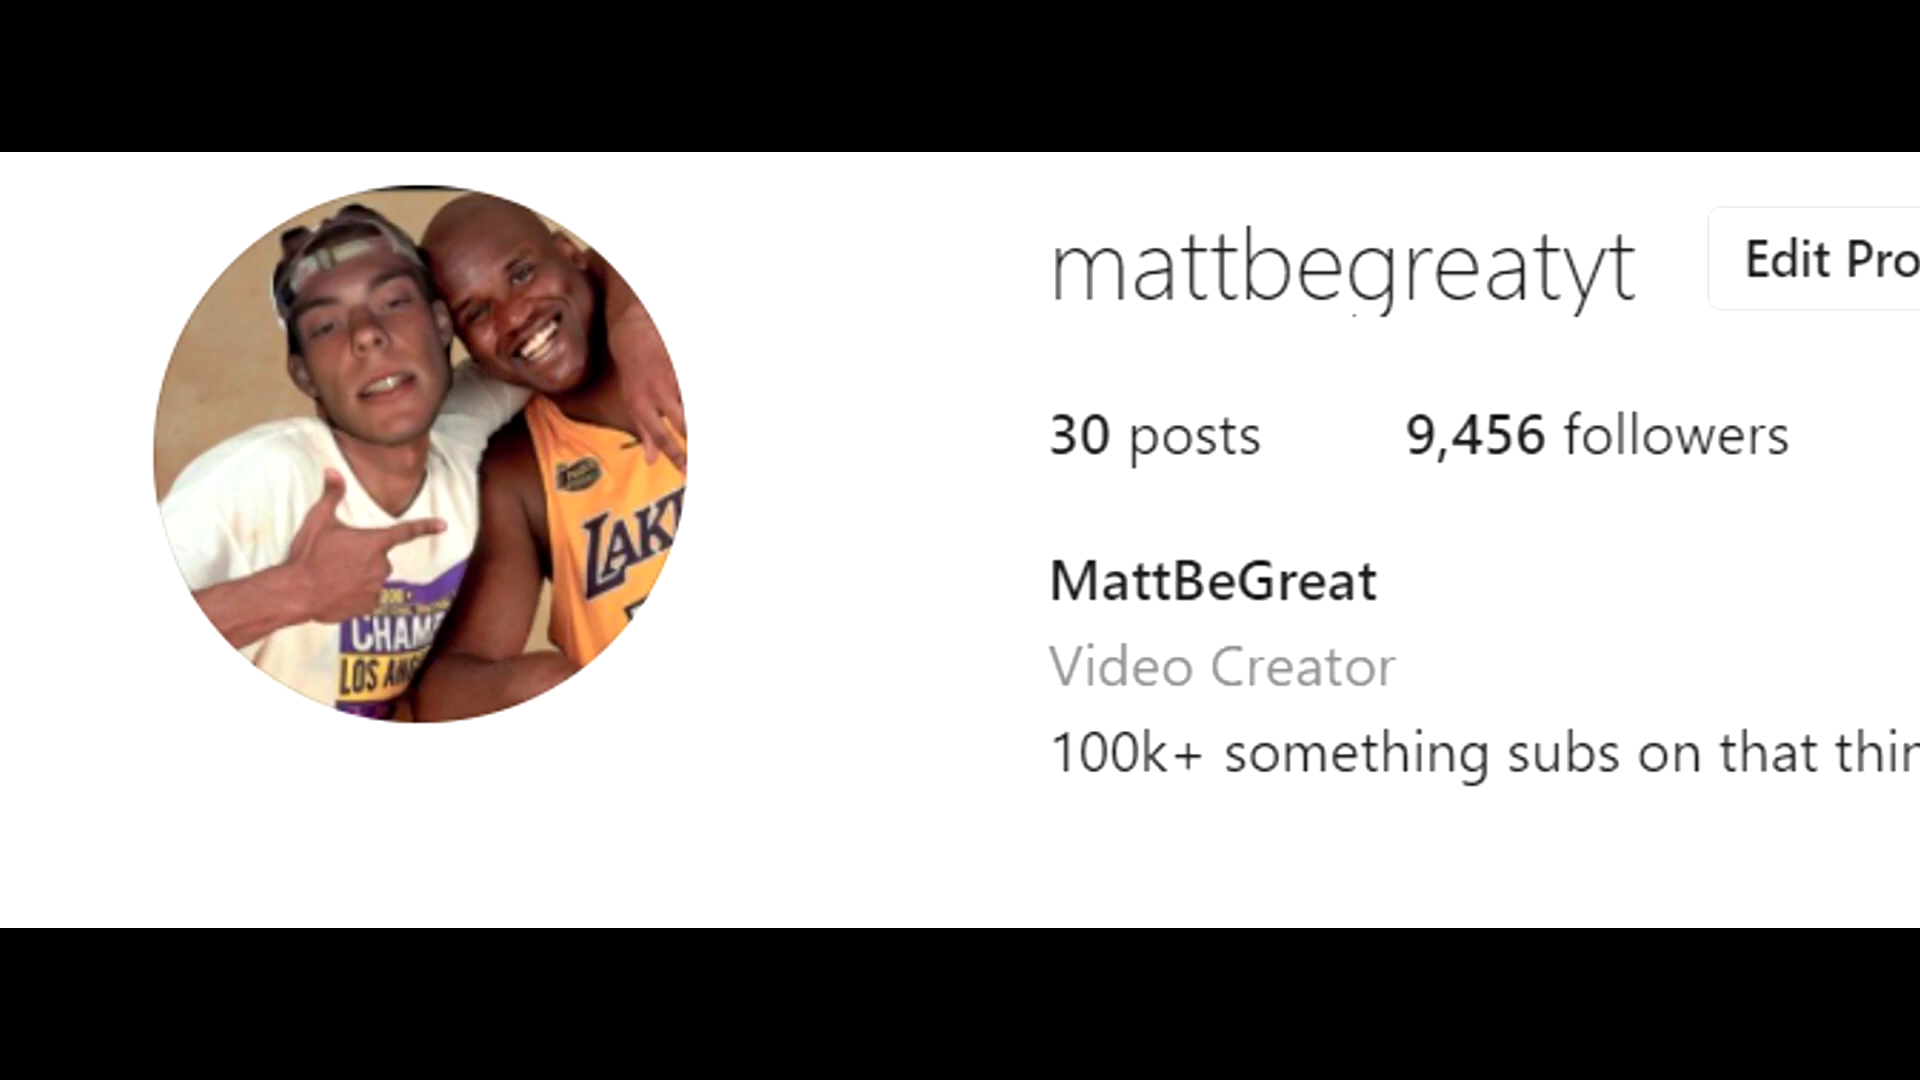 mattbegreatyt
Edit Pro
30 posts 9,456 followers
MattBeGreat
Video Creator
100k+ something subs on that thin
LAK
CHAM
LOS AN